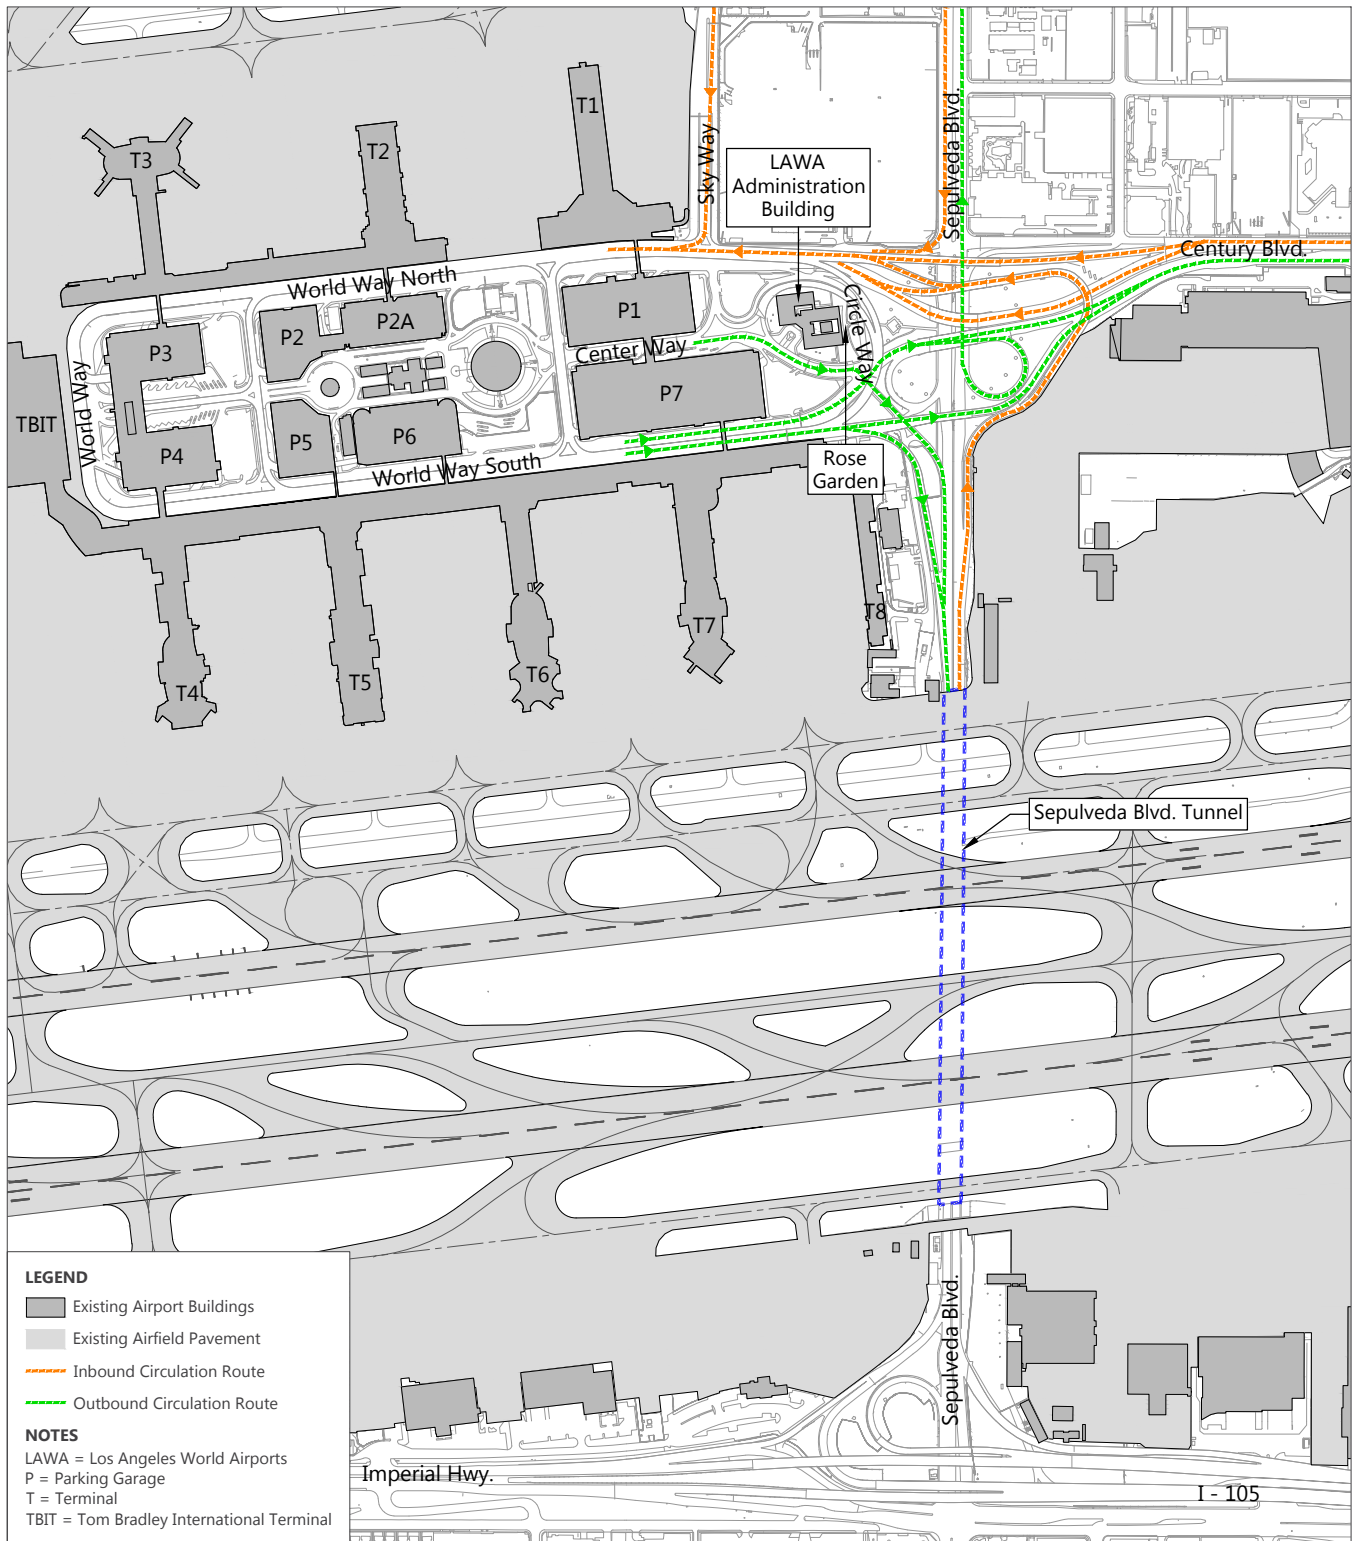 T1
T2
T3
Sky Way
Sepulveda Blvd.
LAWA
Administration
Building
Century Blvd.
World Way North
Circle Way
P1
P2A
P2
P3
Center Way
World Way
TBIT
P7
P6
P5
P4
World Way South
Rose
Garden
T8
T7
T6
T5
T4
Sepulveda Blvd. Tunnel
Sepulveda Blvd.
Imperial Hwy.
I - 105
LEGEND
Existing Airport Buildings
Existing Airfield Pavement
Inbound Circulation Route
Outbound Circulation Route
NOTES
LAWA = Los Angeles World Airports
P = Parking Garage
T = Terminal
TBIT = Tom Bradley International Terminal